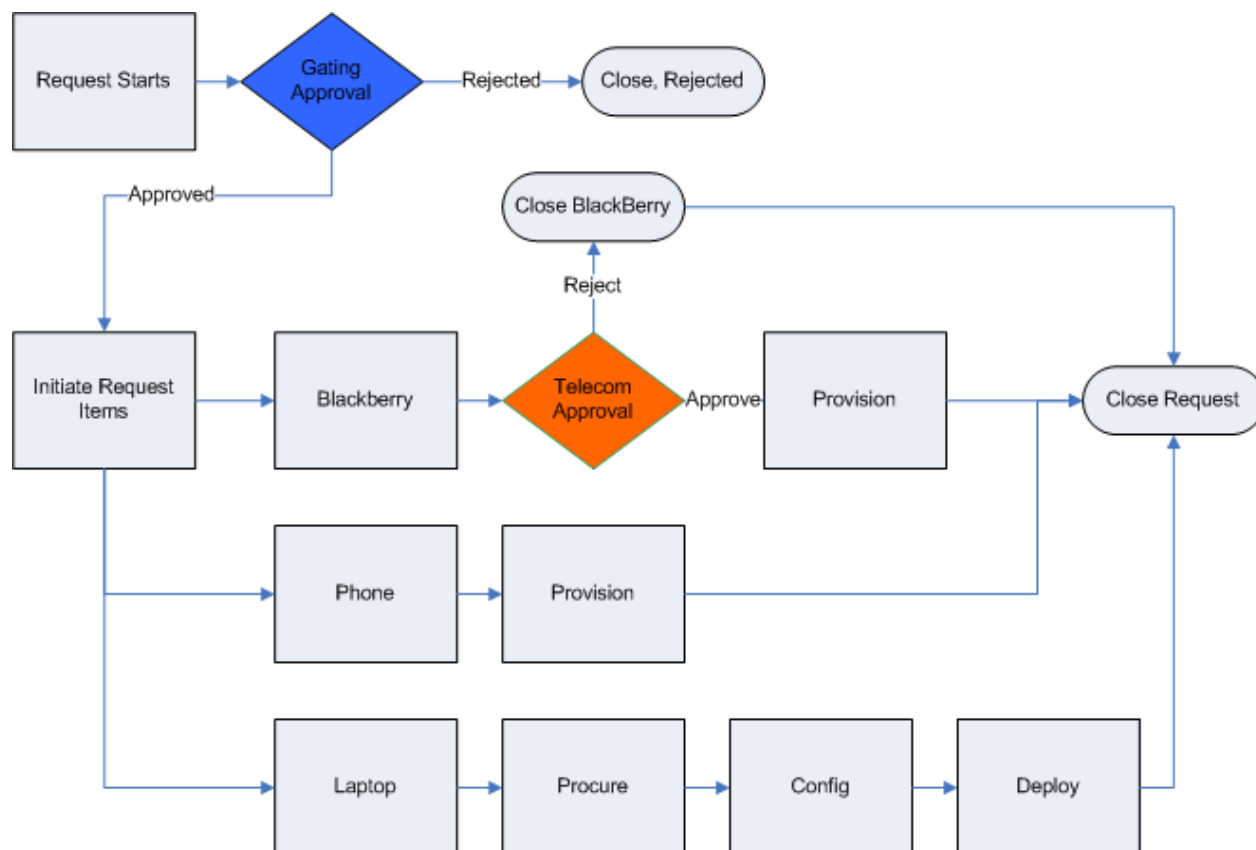 Request Starts
Gating
Approval
Rejected
Close, Rejected
Approved
Close BlackBerry
Reject
Initiate Request
Items
Blackberry
Telecom
Approval
Approve
Provision
Close Request
Phone
Provision
Laptop
Procure
Config
Deploy